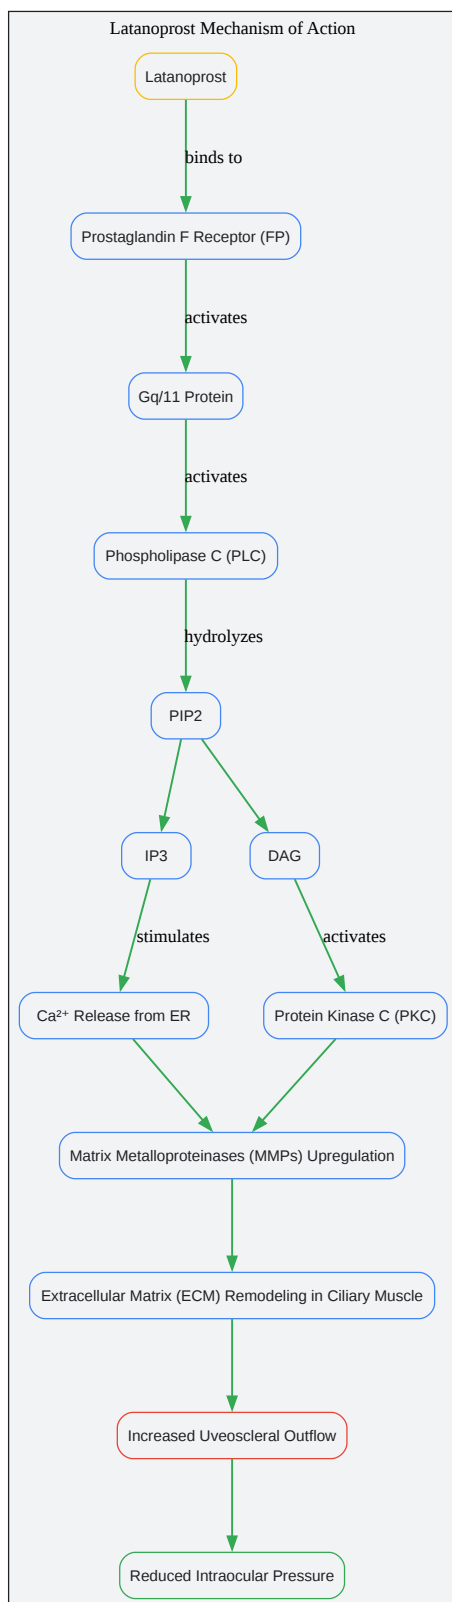 Latanoprost Mechanism of Action
Latanoprost
binds to
Prostaglandin F Receptor (FP)
activates
Gq/11 Protein
activates
Phospholipase C (PLC)
hydrolyzes
PIP2
IP3
DAG
stimulates
activates
Ca²⁺ Release from ER
Protein Kinase C (PKC)
Matrix Metalloproteinases (MMPs) Upregulation
Extracellular Matrix (ECM) Remodeling in Ciliary Muscle
Increased Uveoscleral Outflow
Reduced Intraocular Pressure